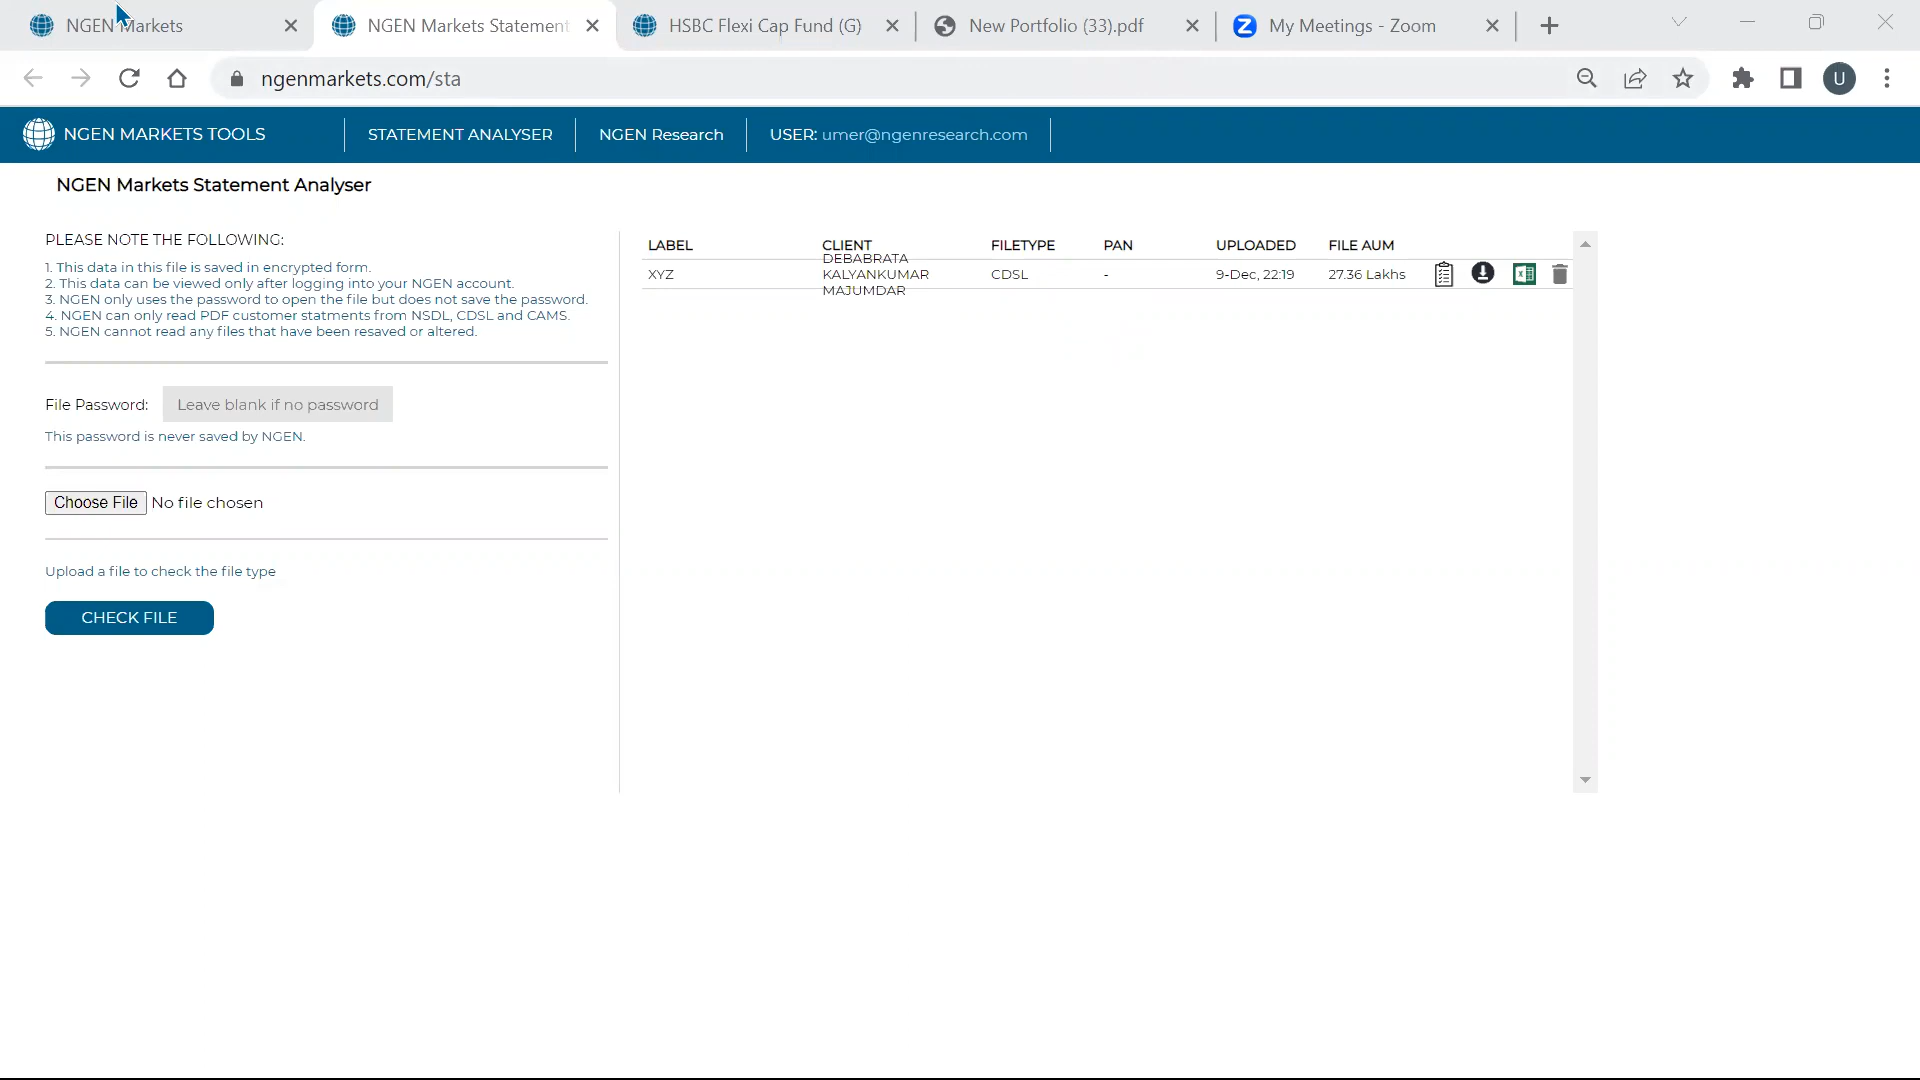 NGEN Markets
NGEN Markets Statement
HSBC Flexi Cap Fund (G)
New Portfolio (33).pdf
Z
My Meetings - Zoom
ngenmarkets.com/sta
U
NGEN MARKETS TOOLS
STATEMENT ANALYSER
NGEN Research
USER: umer@ngenresearch.com
NGEN Markets Statement Analyser
PLEASE NOTE THE FOLLOWING:
1. This data in this file is saved in encrypted form.
2. This data can be viewed only after logging into your NGEN account.
3. NGEN only uses the password to open the file but does not save the password.
4. NGEN can only read PDF customer statments from NSDL, CDSL and CAMS.
5. NGEN cannot read any files that have been resaved or altered.
File Password: Leave blank if no password
This password is never saved by NGEN.
Choose File No file chosen
Upload a file to check the file type
CHECK FILE
LABEL CLIENT FILETYPE PAN UPLOADED FILE AUM
XYZ DEBABRATA KALYANKUMAR MAJUMDAR CDSL - 9-Dec, 22:19 27.36 Lakhs